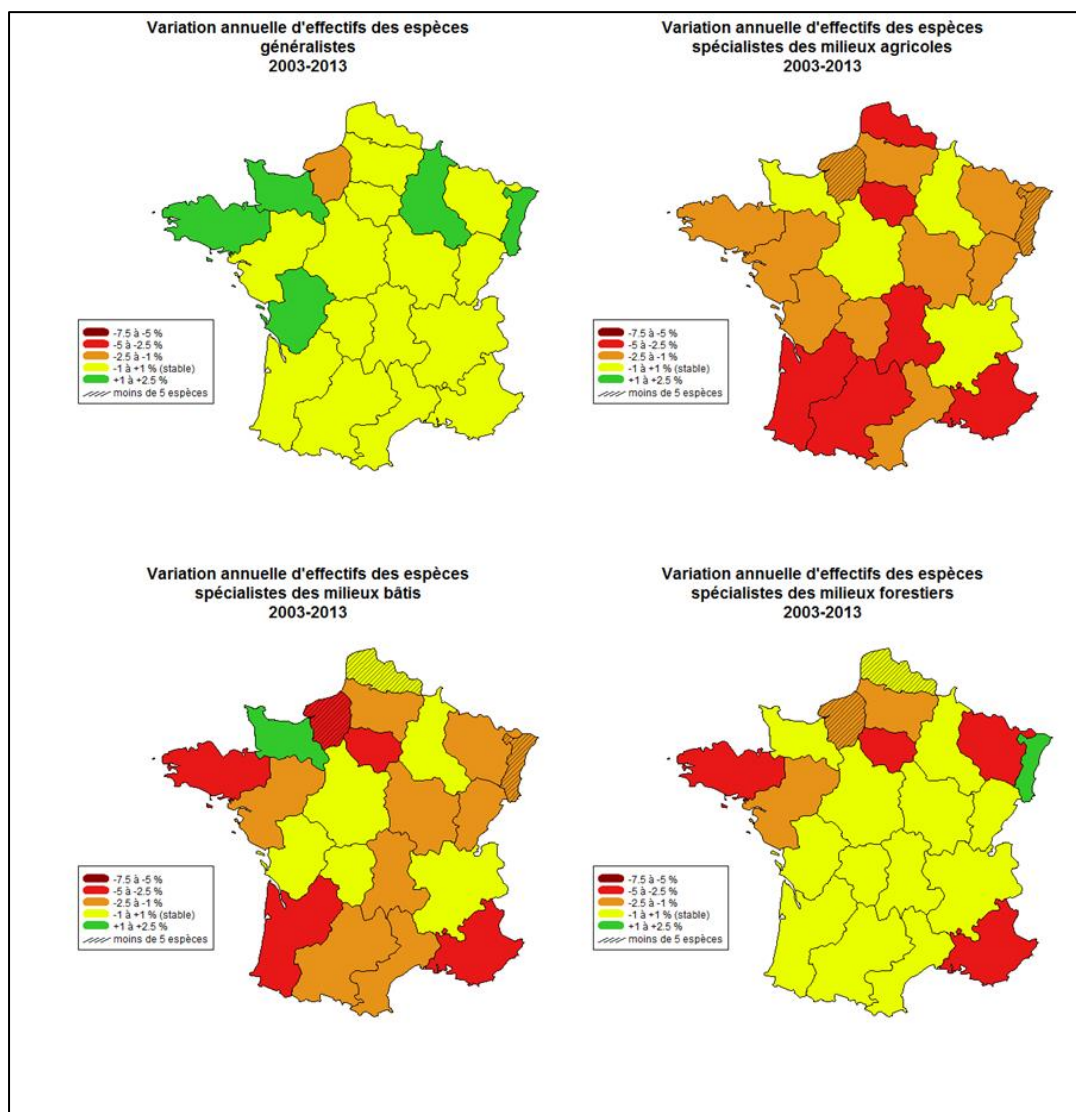 Variation annuelle d'effectifs des espèces
généralistes
2003-2013
-7.5 à -5 %
-5 à -2.5 %
-2.5 à -1 %
-1 à +1 % (stable)
+1 à +2.5 %
moins de 5 espèces
Variation annuelle d'effectifs des espèces
spécialistes des milieux agricoles
2003-2013
-7.5 à -5 %
-5 à -2.5 %
-2.5 à -1 %
-1 à +1 % (stable)
+1 à +2.5 %
moins de 5 espèces
Variation annuelle d'effectifs des espèces
spécialistes des milieux bâtis
2003-2013
-7.5 à -5 %
-5 à -2.5 %
-2.5 à -1 %
-1 à +1 % (stable)
+1 à +2.5 %
moins de 5 espèces
Variation annuelle d'effectifs des espèces
spécialistes des milieux forestiers
2003-2013
-7.5 à -5 %
-5 à -2.5 %
-2.5 à -1 %
-1 à +1 % (stable)
+1 à +2.5 %
moins de 5 espèces